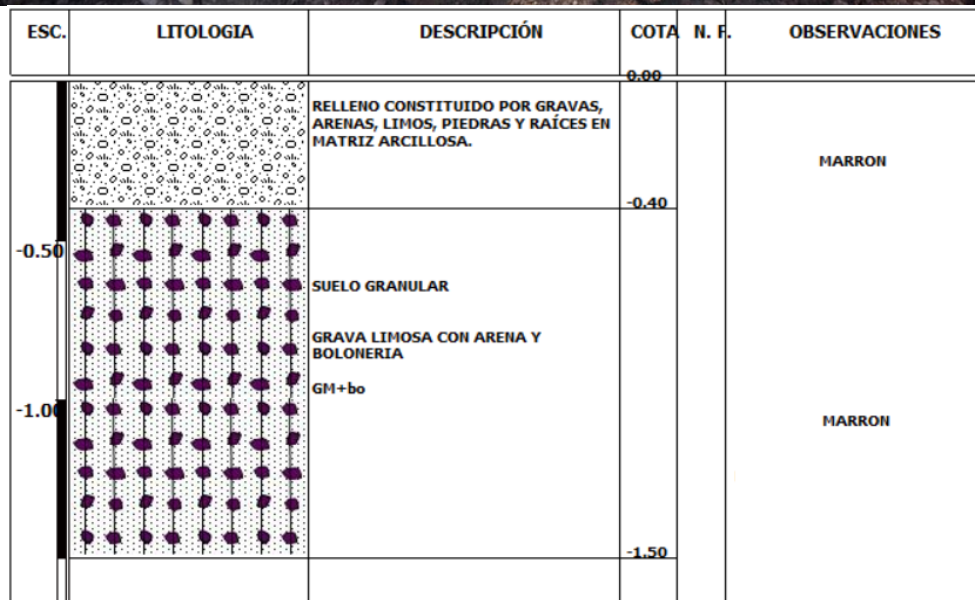 ESC. LITOLOGIA DESCRIPCIÓN COTA N. F. OBSERVACIONES
0.00
RELLENO CONSTITUIDO POR GRAVAS,
ARENAS, LIMOS, PIEDRAS Y RAÍCES EN
MATRIZ ARCILLOSA.
MARRON
-0.40
-0.50
SUELO GRANULAR
GRAVA LIMOSA CON ARENA Y
BOLONERIA
GM+bo
-1.00
MARRON
-1.50